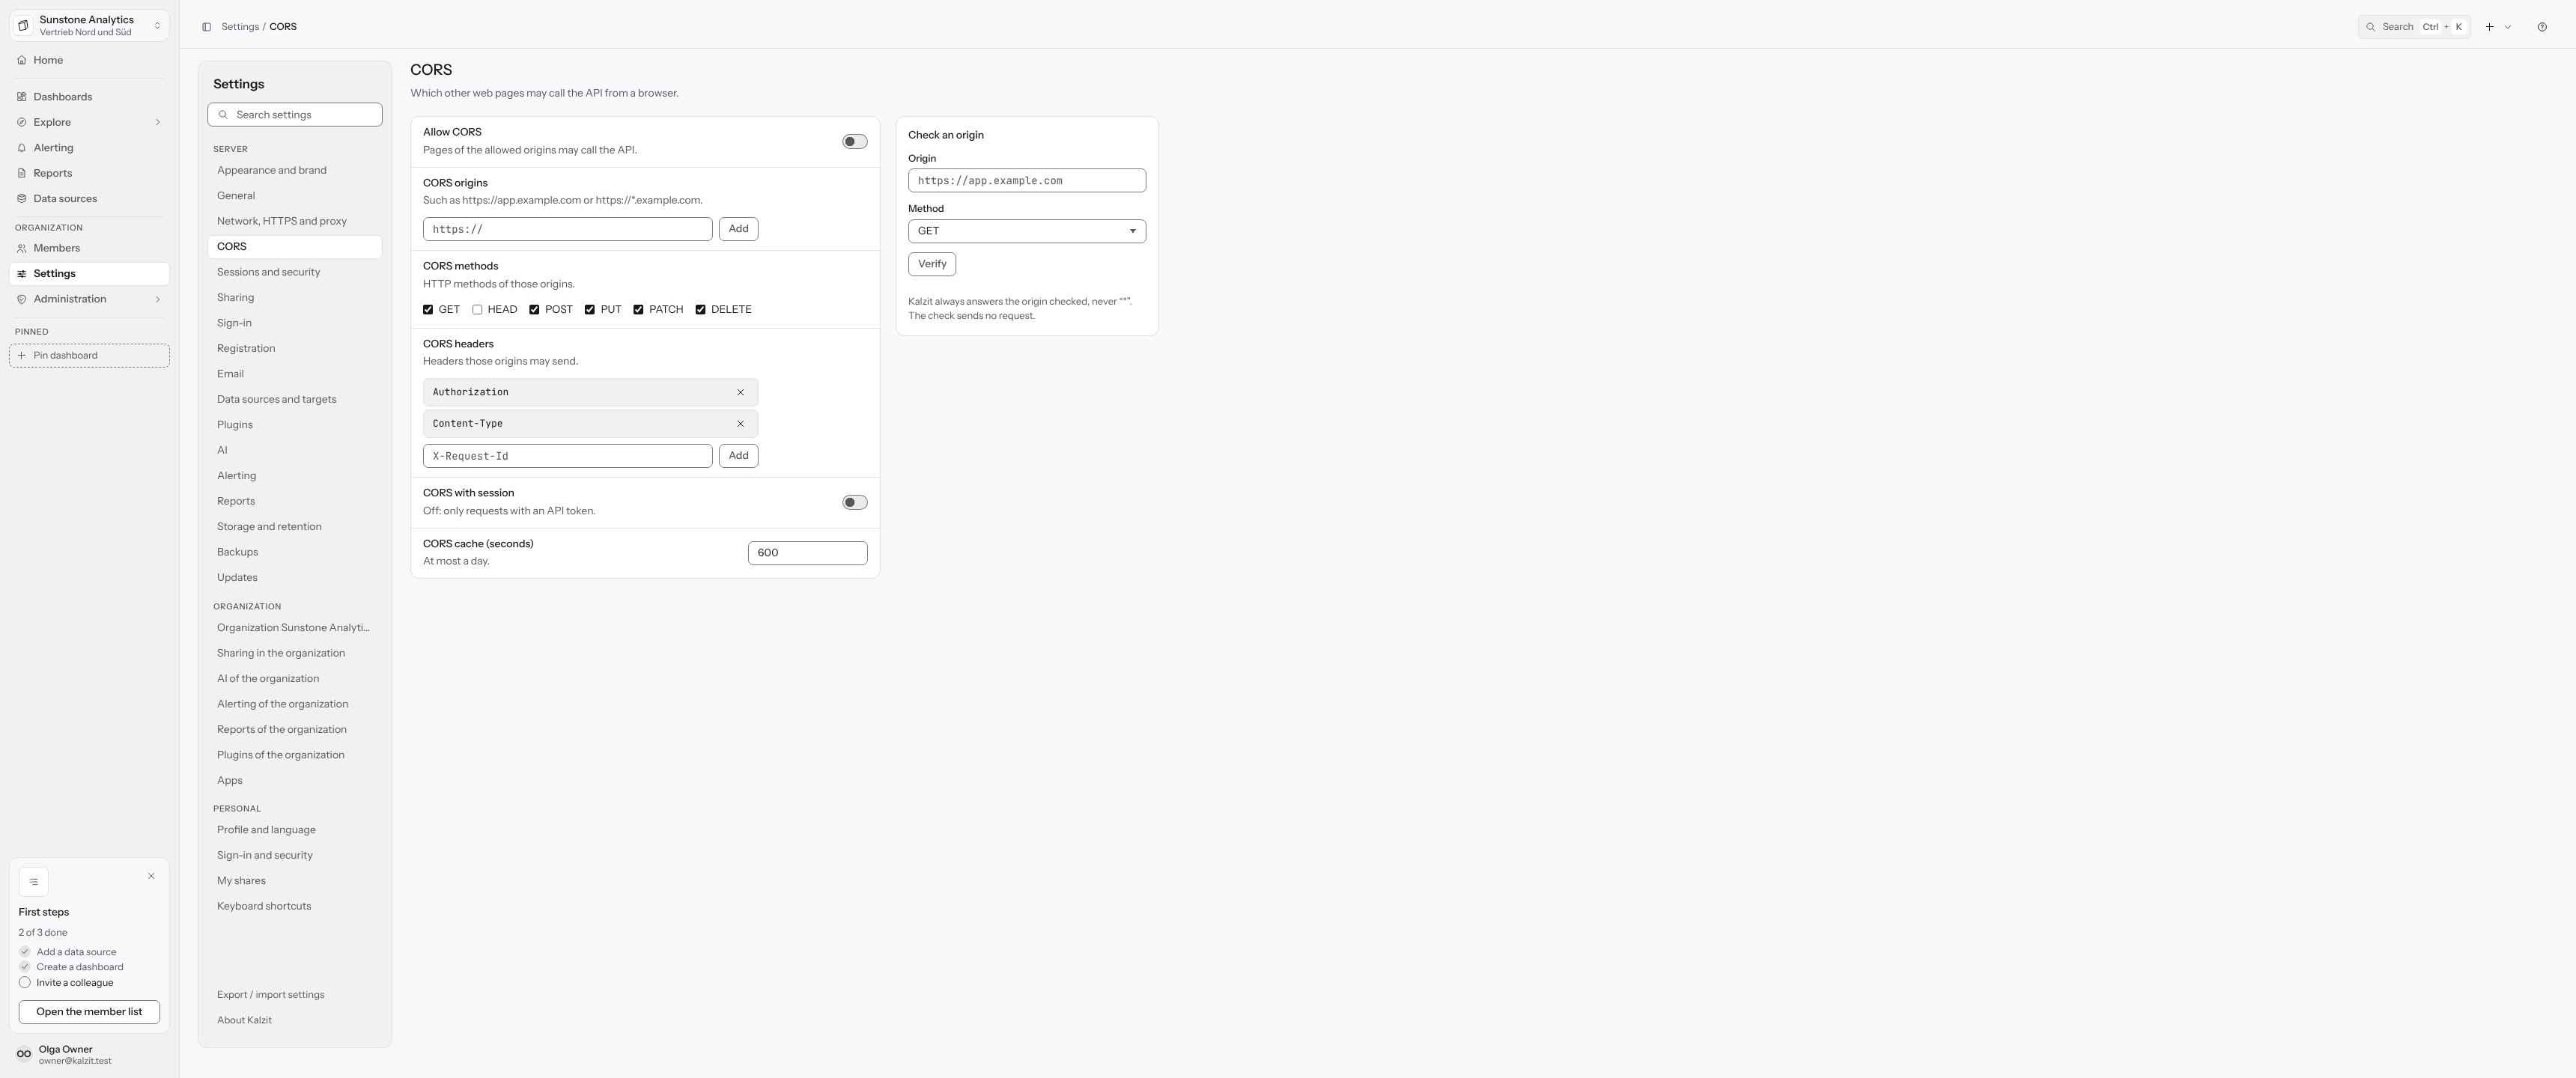 Sunstone Analytics
Vertrieb Nord und Süd
Home
Dashboards
Explore
Alerting
Reports
Data sources
ORGANIZATION
Members
Settings
Administration
PINNED
Pin dashboard
First steps
2 of 3 done
Add a data source
Create a dashboard
Invite a colleague
Open the member list
OO
Olga Owner
owner@kalzit.test
Settings / CORS
Search Ctrl + K
Settings
Search settings
SERVER
Appearance and brand
General
Network, HTTPS and proxy
CORS
Sessions and security
Sharing
Sign-in
Registration
Email
Data sources and targets
Plugins
AI
Alerting
Reports
Storage and retention
Backups
Updates
ORGANIZATION
Organization Sunstone Analyti...
Sharing in the organization
AI of the organization
Alerting of the organization
Reports of the organization
Plugins of the organization
Apps
PERSONAL
Profile and language
Sign-in and security
My shares
Keyboard shortcuts
Export / import settings
About Kalzit
CORS
Which other web pages may call the API from a browser.
Allow CORS
Pages of the allowed origins may call the API.
CORS origins
Such as https://app.example.com or https://*.example.com.
https://
Add
CORS methods
HTTP methods of those origins.
GET HEAD POST PUT PATCH DELETE
CORS headers
Headers those origins may send.
Authorization
Content-Type
X-Request-Id
Add
CORS with session
Off: only requests with an API token.
CORS cache (seconds)
At most a day.
600
Check an origin
Origin
https://app.example.com
Method
GET
Verify
Kalzit always answers the origin checked, never “*”.
The check sends no request.